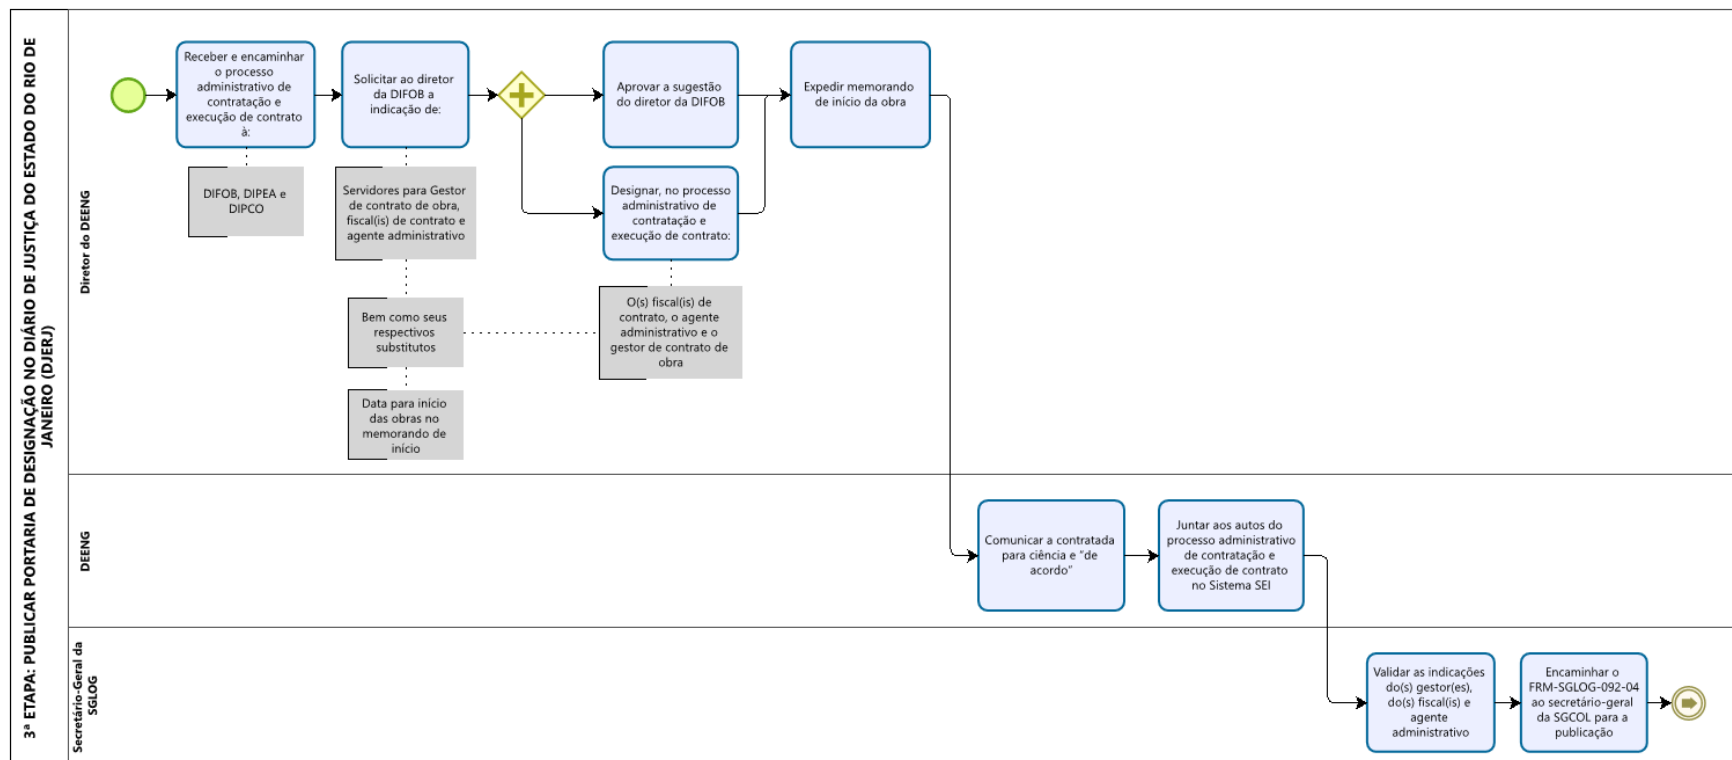 3ª ETAPA: PUBLICAR PORTARIA DE DESIGNAÇÃO NO DIÁRIO DE JUSTIÇA DO ESTADO DO RIO DE
JANEIRO (DJERJ)
Diretor do DEENG
Receber e encaminhar
o processo
administrativo de
contratação e
execução de contrato
à:
DIFOB, DIPEA e
DIPCO
Solicitar ao diretor
da DIFOB a
indicação de:
Servidores para Gestor
de contrato de obra,
fiscal(is) de contrato e
agente administrativo
Bem como seus
respectivos
substitutos
Data para início
das obras no
memorando de
início
Aprovar a sugestão
do diretor da DIFOB
Designar, no processo
administrativo de
contratação e
execução de contrato:
O(s) fiscal(is) de
contrato, o agente
administrativo e o
gestor de contrato de
obra
Expedir memorando
de início da obra
DEENG
Comunicar a contratada
para ciência e "de
acordo"
Juntar aos autos do
processo administrativo
de contratação e
execução de contrato
no Sistema SEI
Secretário-Geral da
SGLOG
Validar as indicações
do(s) gestor(es),
do(s) fiscal(is) e
agente
administrativo
Encaminhar o
FRM-SGLOG-092-04
ao secretário-geral
da SGCOL para a
publicação